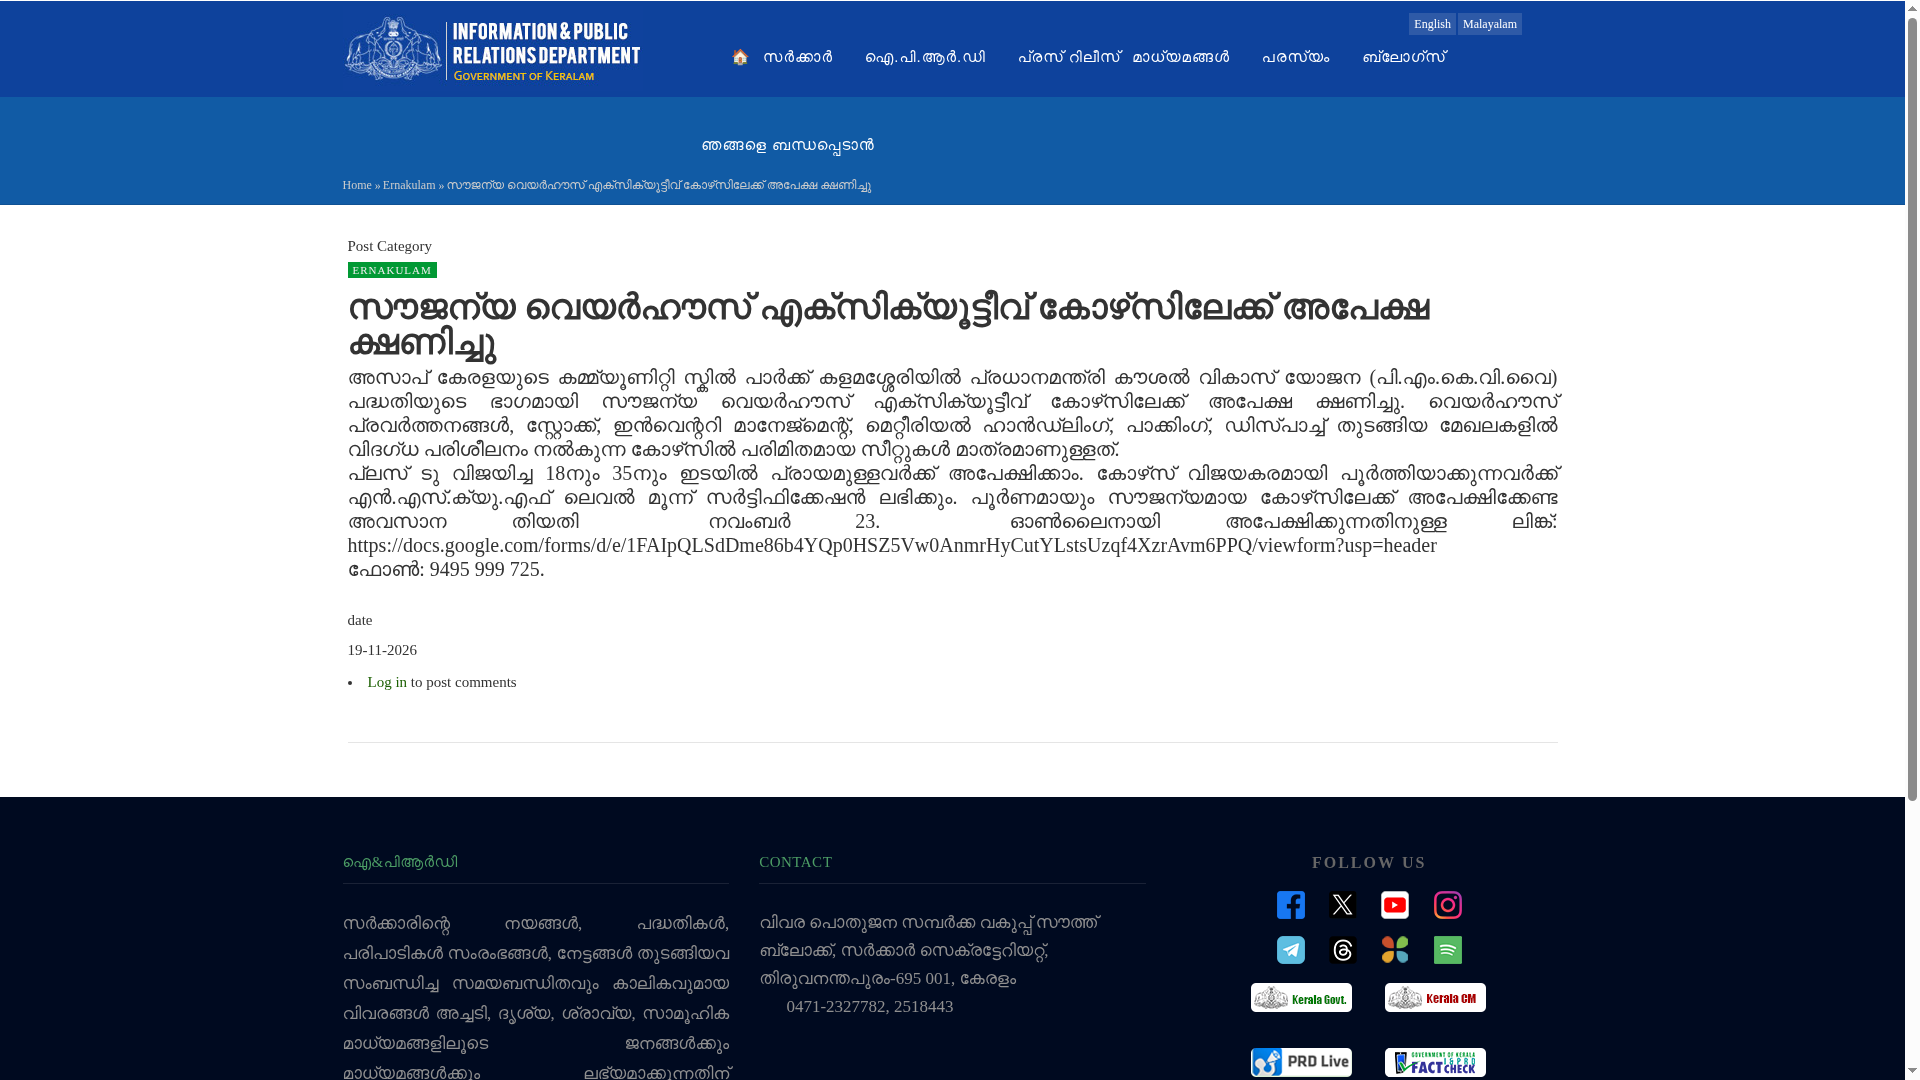 INFORMATION & PUBLIC
RELATIONS DEPARTMENT
GOVERNMENT OF KERALAM
English Malayalam
സർക്കാർ ഐ.പി.ആർ.ഡി പ്രസ് റിലീസ് മാധ്യമങ്ങൾ പരസ്യം ബ്ലോഗ്സ്
ഞങ്ങളെ ബന്ധപ്പെടാൻ
Home » Ernakulam » സൗജന്യ വെയർഹൗസ് എക്സിക്യൂട്ടീവ് കോഴ്‌സിലേക്ക് അപേക്ഷ ക്ഷണിച്ചു
Post Category
ERNAKULAM
സൗജന്യ വെയർഹൗസ് എക്സിക്യൂട്ടീവ് കോഴ്‌സിലേക്ക് അപേക്ഷ
ക്ഷണിച്ചു
അസാപ് കേരളയുടെ കമ്മ്യൂണിറ്റി സ്കിൽ പാർക്ക് കളമശ്ശേരിയിൽ പ്രധാനമന്ത്രി കൗശൽ വികാസ് യോജന (പി.എം.കെ.വി.വൈ)
പദ്ധതിയുടെ ഭാഗമായി സൗജന്യ വെയർഹൗസ് എക്സിക്യൂട്ടീവ് കോഴ്‌സിലേക്ക് അപേക്ഷ ക്ഷണിച്ചു. വെയർഹൗസ്
പ്രവർത്തനങ്ങൾ, സ്റ്റോക്ക്, ഇൻവെന്ററി മാനേജ്മെന്റ്, മെറ്റീരിയൽ ഹാൻഡ്ലിംഗ്, പാക്കിംഗ്, ഡിസ്പാച്ച് തുടങ്ങിയ മേഖലകളിൽ
വിദഗ്ധ പരിശീലനം നൽകുന്ന കോഴ്‌സിൽ പരിമിതമായ സീറ്റുകൾ മാത്രമാണുള്ളത്.
പ്ലസ് ടു വിജയിച്ച 18നും 35നും ഇടയിൽ പ്രായമുള്ളവർക്ക് അപേക്ഷിക്കാം. കോഴ്‌സ് വിജയകരമായി പൂർത്തിയാക്കുന്നവർക്ക്
എൻ.എസ്.ക്യു.എഫ് ലെവൽ മൂന്ന് സർട്ടിഫിക്കേഷൻ ലഭിക്കും. പൂർണമായും സൗജന്യമായ കോഴ്‌സിലേക്ക് അപേക്ഷിക്കേണ്ട
അവസാന തിയതി നവംബർ 23. ഓൺലൈനായി അപേക്ഷിക്കുന്നതിനുള്ള ലിങ്ക്:
https://docs.google.com/forms/d/e/1FAIpQLSdDme86b4YQp0HSZ5Vw0AnmrHyCutYLstsUzqf4XzrAvm6PPQ/viewform?usp=header
ഫോൺ: 9495 999 725.
date
19-11-2026
Log in to post comments
ഐ&പിആർഡി
സർക്കാരിന്റെ നയങ്ങൾ, പദ്ധതികൾ,
പരിപാടികൾ സംരംഭങ്ങൾ, നേട്ടങ്ങൾ തുടങ്ങിയവ
സംബന്ധിച്ച സമയബന്ധിതവും കാലികവുമായ
വിവരങ്ങൾ അച്ചടി, ദൃശ്യ, ശ്രാവ്യ, സാമൂഹിക
മാധ്യമങ്ങളിലൂടെ ജനങ്ങൾക്കും
മാധ്യമങ്ങൾക്കും ലഭ്യമാക്കുന്നതിന്
CONTACT
വിവര പൊതുജന സമ്പർക്ക വകുപ്പ് സൗത്ത്
ബ്ലോക്ക്, സർക്കാർ സെക്രട്ടേറിയറ്റ്,
തിരുവനന്തപുരം-695 001, കേരളം
0471-2327782, 2518443
FOLLOW US
Kerala Govt. Kerala CM
PRD Live GOVERNMENT OF KERALA I & PRD FACT CHECK